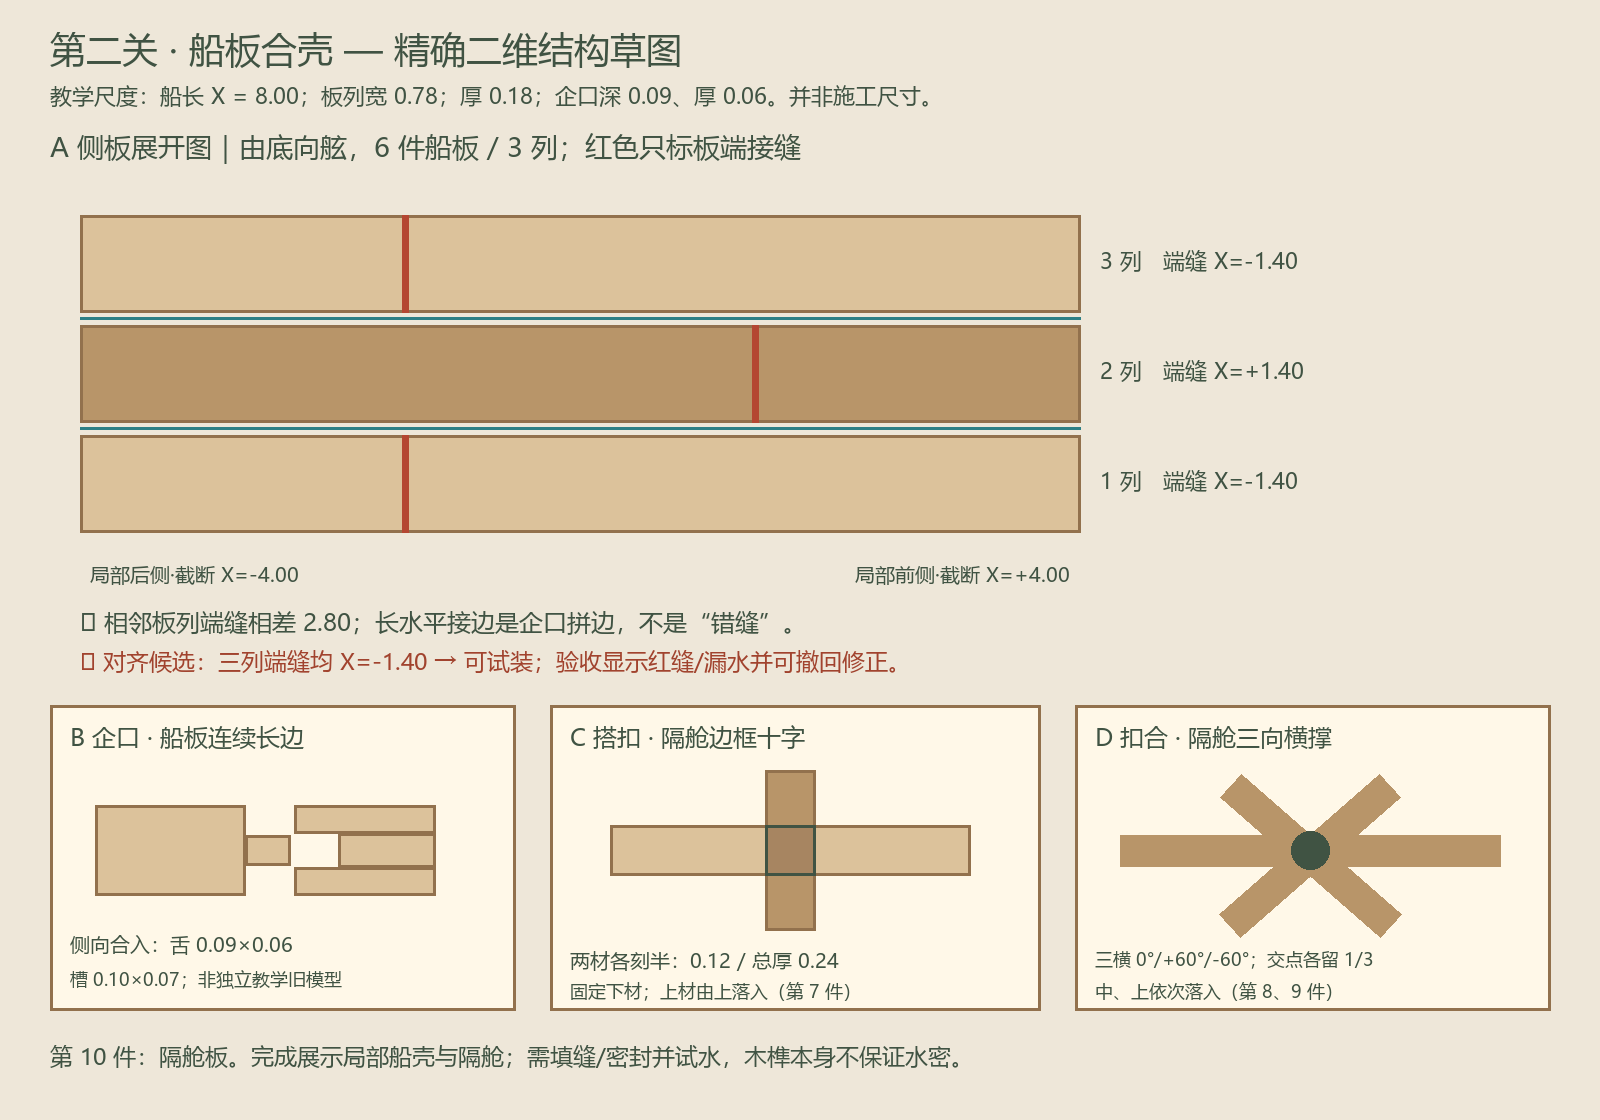 第二关 · 船板合壳 — 精确二维结构草图
教学尺度：船长 X = 8.00；板列宽 0.78；厚 0.18；企口深 0.09、厚 0.06。并非施工尺寸。
A 侧板展开图 | 由底向舷，6 件船板 / 3 列；红色只标板端接缝
3 列 端缝 X=-1.40
2 列 端缝 X=+1.40
1 列 端缝 X=-1.40
局部后侧·截断 X=-4.00
局部前侧·截断 X=+4.00
□ 相邻板列端缝相差 2.80；长水平接边是企口拼边，不是“错缝”。
□ 对齐候选：三列端缝均 X=-1.40 → 可试装；验收显示红缝/漏水并可撤回修正。
B 企口 · 船板连续长边
侧向合入：舌 0.09×0.06
槽 0.10×0.07；非独立教学旧模型
C 搭扣 · 隔舱边框十字
两材各刻半：0.12 / 总厚 0.24
固定下材；上材由上落入（第 7 件）
D 扣合 · 隔舱三向横撑
三横 0°/+60°/-60°；交点各留 1/3
中、上依次落入（第 8、9 件）
第 10 件：隔舱板。完成展示局部船壳与隔舱；需填缝/密封并试水，木榫本身不保证水密。